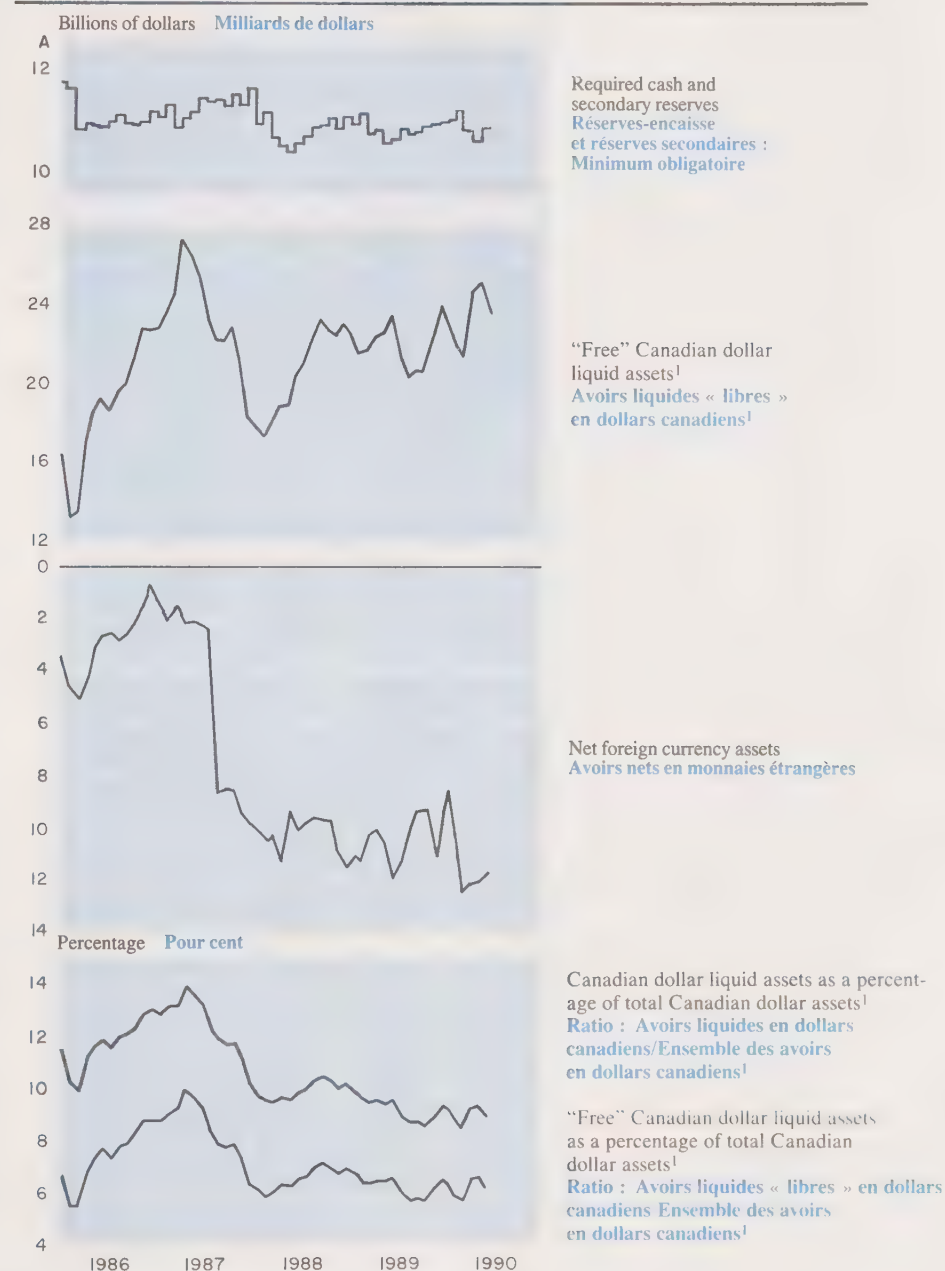 Billions of dollars Milliards de dollars
A
12
10
Required cash and
secondary reserves
Réserves-encaisse
et réserves secondaires :
Minimum obligatoire
28
24
20
16
12
"Free" Canadian dollar
liquid assets¹
Avoirs liquides « libres »
en dollars canadiens¹
0
2
4
6
8
10
12
14
Net foreign currency assets
Avoirs nets en monnaies étrangères
Percentage Pour cent
14
12
10
8
6
4
Canadian dollar liquid assets as a percent-
age of total Canadian dollar assets¹
Ratio : Avoirs liquides en dollars
canadiens/Ensemble des avoirs
en dollars canadiens¹
"Free" Canadian dollar liquid assets
as a percentage of total Canadian
dollar assets¹
Ratio : Avoirs liquides « libres » en dollars
canadiens Ensemble des avoirs
en dollars canadiens¹
1986 1987 1988 1989 1990